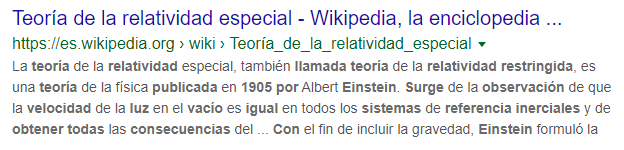 Teoría de la relatividad especial - Wikipedia, la enciclopedia ...
https://es.wikipedia.org › wiki › Teoría_de_la_relatividad_especial
La teoría de la relatividad especial, también llamada teoría de la relatividad restringida, es
una teoría de la física publicada en 1905 por Albert Einstein. Surge de la observación de que
la velocidad de la luz en el vacío es igual en todos los sistemas de referencia inerciales y de
obtener todas las consecuencias del ... Con el fin de incluir la gravedad, Einstein formuló la